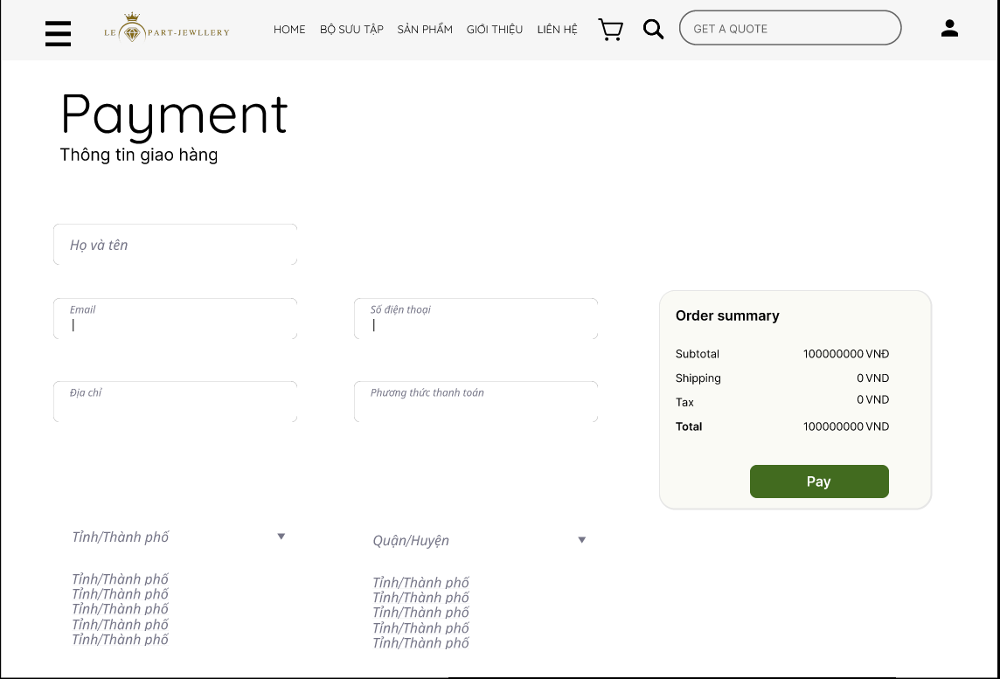 LE PART-JEWLLERY
HOME BỘ SƯU TẬP SẢN PHẨM GIỚI THIỆU LIÊN HỆ GET A QUOTE
Payment
Thông tin giao hàng
Họ và tên
Email
Số điện thoại
Địa chỉ
Phương thức thanh toán
Order summary
Subtotal 100000000 VNĐ
Shipping 0 VND
Tax 0 VND
Total 100000000 VND
Pay
Tỉnh/Thành phố
Tỉnh/Thành phố
Tỉnh/Thành phố
Tỉnh/Thành phố
Tỉnh/Thành phố
Tỉnh/Thành phố
Quận/Huyện
Tỉnh/Thành phố
Tỉnh/Thành phố
Tỉnh/Thành phố
Tỉnh/Thành phố
Tỉnh/Thành phố